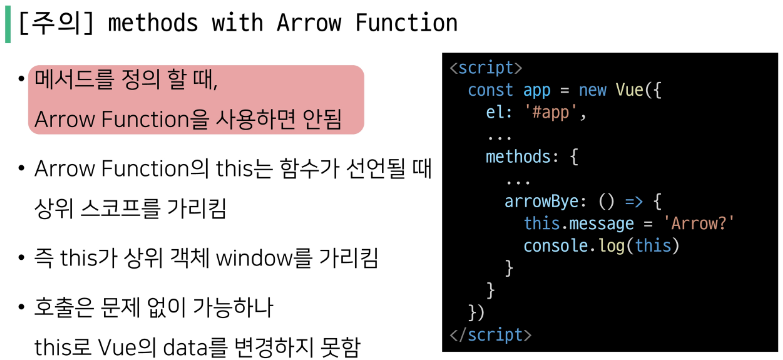 [주의] methods with Arrow Function
• 메서드를 정의 할 때,
Arrow Function을 사용하면 안됨
• Arrow Function의 this는 함수가 선언될 때
상위 스코프를 가리킴
• 즉 this가 상위 객체 window를 가리킴
• 호출은 문제 없이 가능하나
this로 Vue의 data를 변경하지 못함
<script>
const app = new Vue({
el: '#app',
...
methods: {
...
arrowBye: () => {
this.message = 'Arrow?'
console.log(this)
}
}
})
</script>